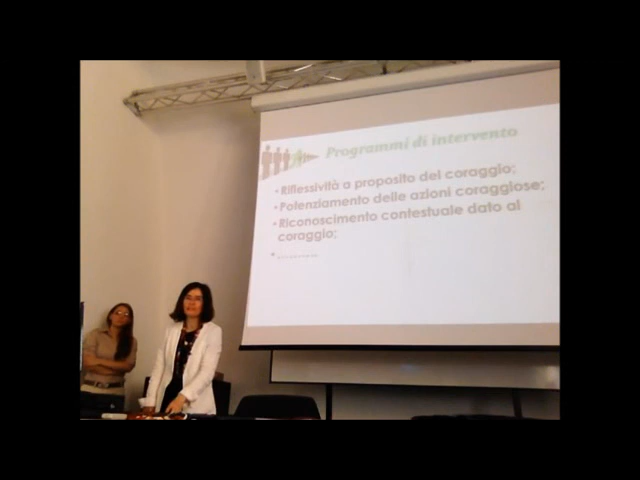 Programmi di intervento
• Riflessività a proposito del coraggio;
• Potenziamento delle azioni coraggiose;
• Riconoscimento contestuale dato al
coraggio;